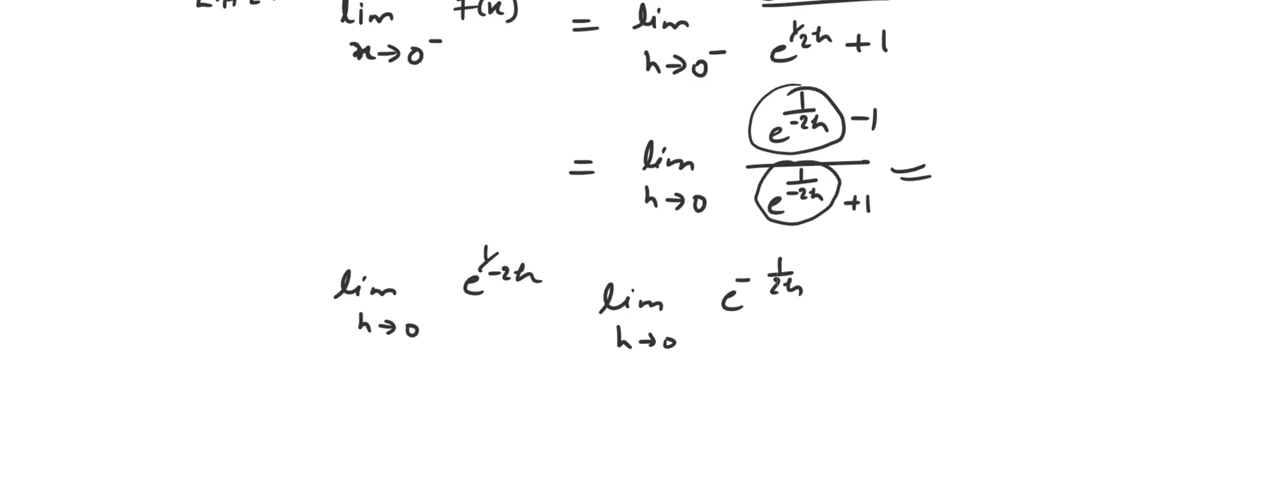 lim f(x) = lim
x→0⁻ h→0⁻ e^{1/2h} + 1
= lim (e^{1/-2h} - 1)/(e^{1/-2h} + 1) =
h→0
lim e^{1/-2h} lim e^{- 1/2h}
h→0 h→0